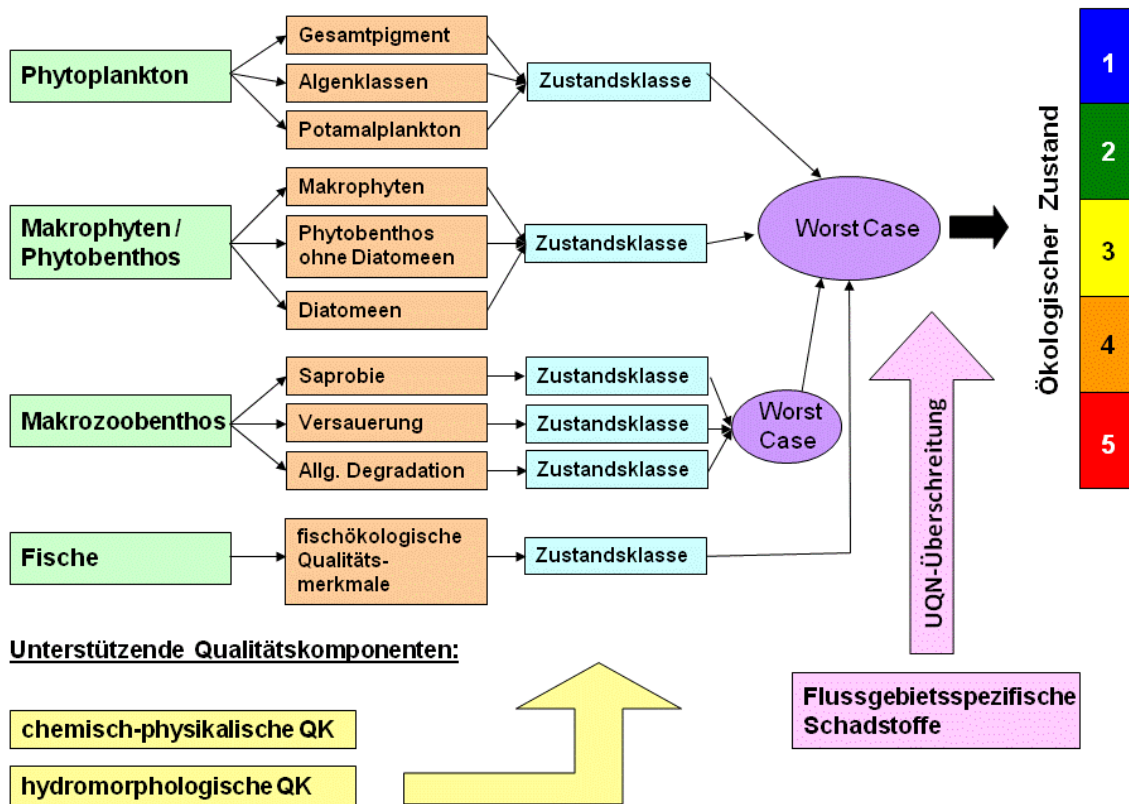 Phytoplankton
Gesamtpigment
Algenklassen
Potamalplankton
Zustandsklasse
Makrophyten /
Phytobenthos
Makrophyten
Phytobenthos
ohne Diatomeen
Diatomeen
Zustandsklasse
Makrozoobenthos
Saprobie
Versauerung
Allg. Degradation
Zustandsklasse
Zustandsklasse
Zustandsklasse
Worst
Case
Fische
fischökologische
Qualitäts-
merkmale
Zustandsklasse
Worst Case
Ökologischer Zustand
1
2
3
4
5
UQN-Überschreitung
Flussgebietsspezifische
Schadstoffe
Unterstützende Qualitätskomponenten:
chemisch-physikalische QK
hydromorphologische QK